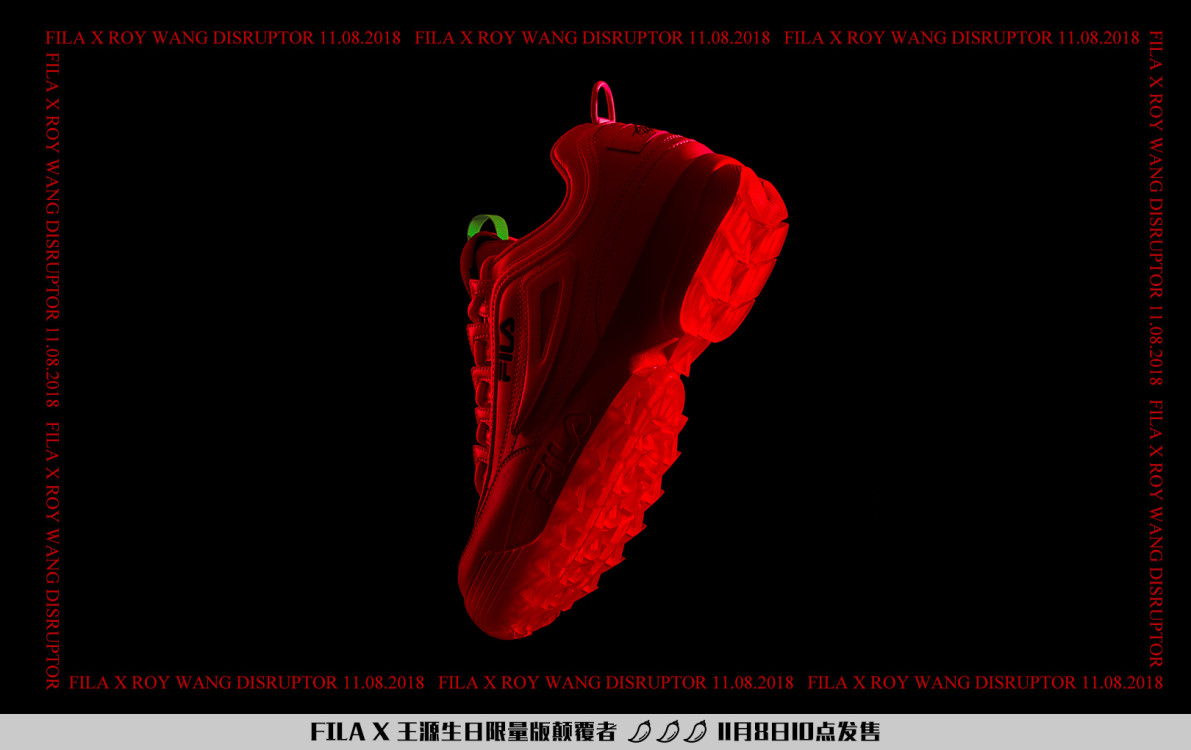 FILA X ROY WANG DISRUPTOR 11.08.2018 FILA X ROY WANG DISRUPTOR 11.08.2018 FILA X ROY WANG DISRUPTOR 11.08.2018
FILA X ROY WANG DISRUPTOR 11.08.2018 FILA X ROY WANG DISRUPTOR
FILA
FILA
FILA X ROY WANG DISRUPTOR 11.08.2018 FILA X ROY WANG DISRUPTOR
FILA X ROY WANG DISRUPTOR 11.08.2018 FILA X ROY WANG DISRUPTOR 11.08.2018 FILA X ROY WANG DISRUPTOR 11.08.2018
FILA X 王源生日限量版颠覆者 11月8日10点发售